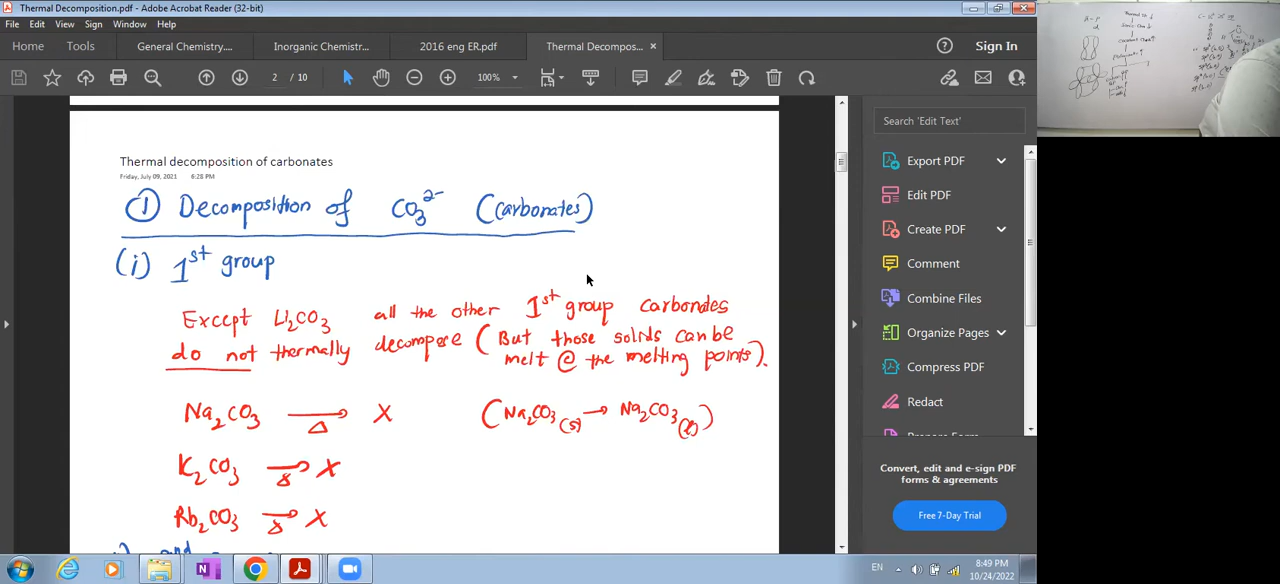 Thermal Decomposition.pdf - Adobe Acrobat Reader (32-bit)
File Edit View Sign Window Help
Home Tools General Chemistry... Inorganic Chemistr... 2016 eng ER.pdf Thermal Decompos... × Sign In
2 / 10 100%
Search 'Edit Text'
Thermal decomposition of carbonates
Friday, July 09, 2021 6:28 PM
① Decomposition of CO₃²⁻ (Carbonates)
(i) 1st group
Except Li₂CO₃ all the other 1st group carbonates
do not thermally decompose (But those solids can be
melt @ the melting points).
Na₂CO₃ →Δ X (Na₂CO₃(s) → Na₂CO₃(l))
K₂CO₃ →Δ X
Rb₂CO₃ →Δ X
Export PDF
Edit PDF
Create PDF
Comment
Combine Files
Organize Pages
Compress PDF
Redact
Convert, edit and e-sign PDF
forms & agreements
Free 7-Day Trial
EN 8:49 PM
10/24/2022